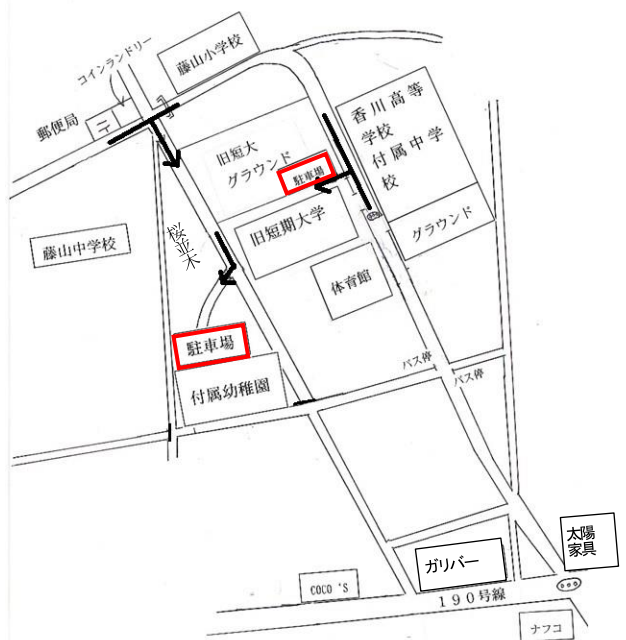 コインランドリー
藤山小学校
郵便局
香川高等
学校
付属中学
校
旧短大
グラウンド
駐車場
旧短期大学
グラウンド
藤山中学校
桜並木
体育館
駐車場
付属幼稚園
バス停
バス停
太陽
家具
ガリバー
COCO'S
190号線
ナフコ